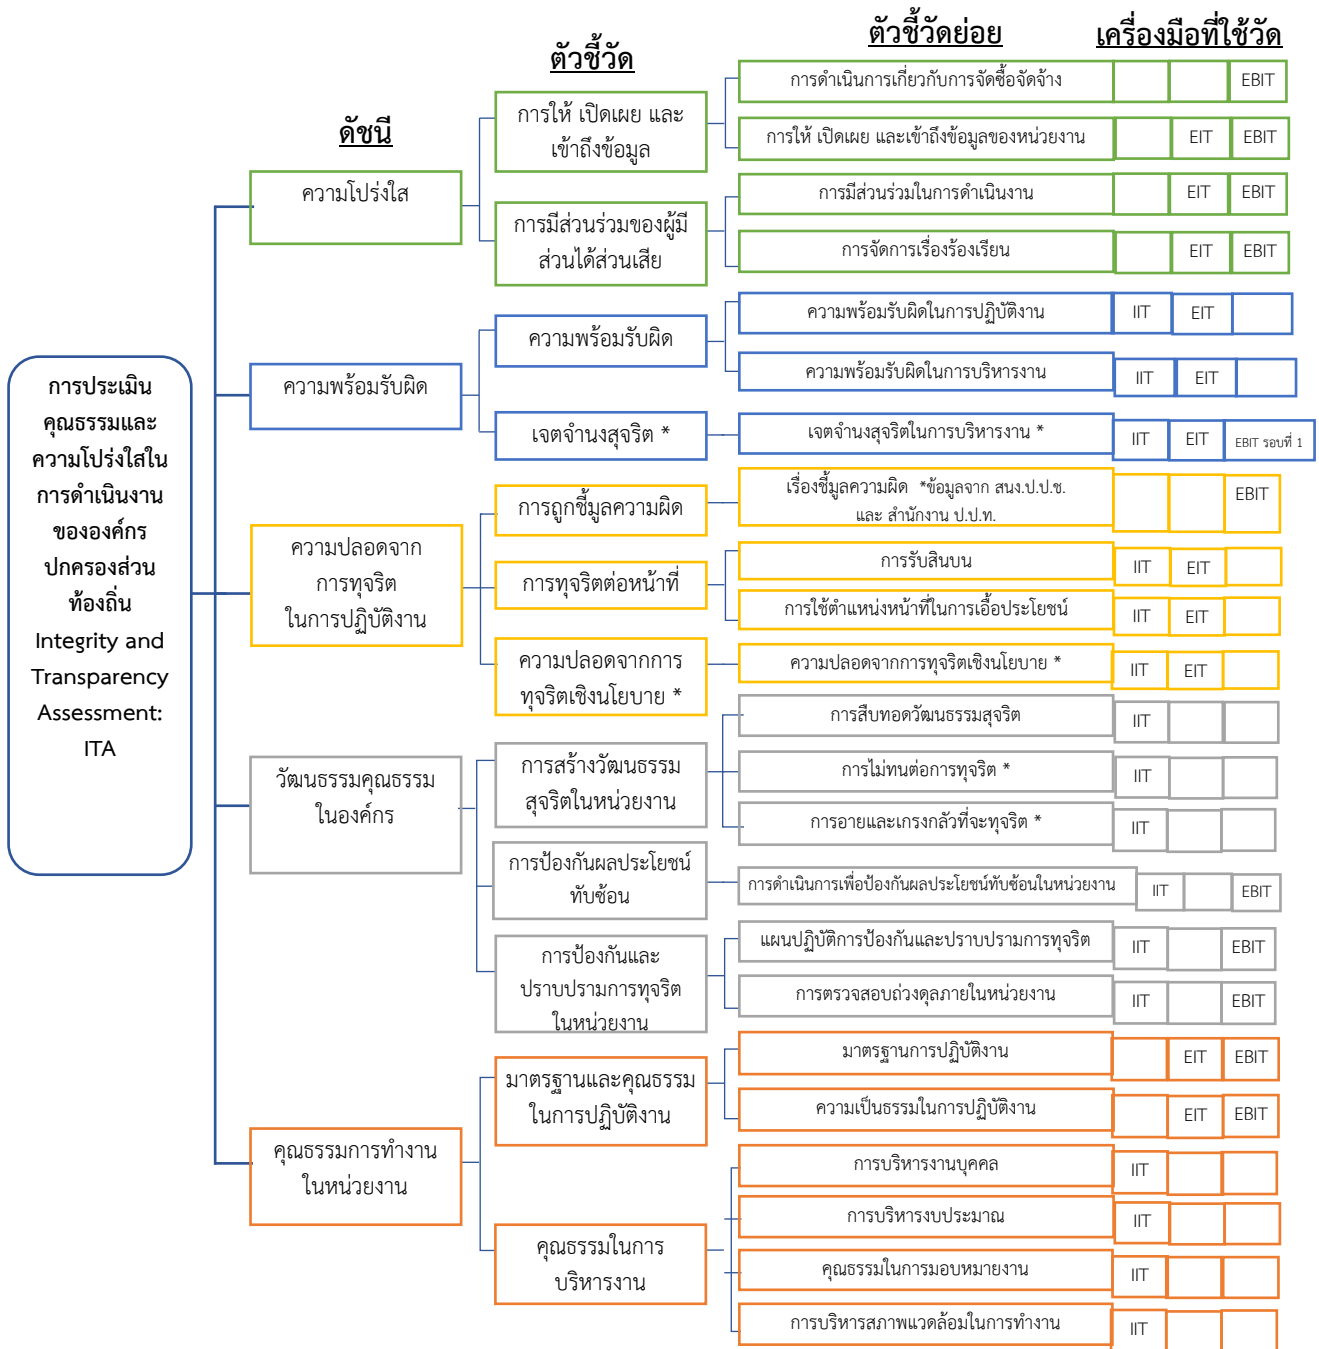 ดัชนี
ตัวชี้วัด
ตัวชี้วัดย่อย
เครื่องมือที่ใช้วัด
การประเมิน
คุณธรรมและ
ความโปร่งใสใน
การดำเนินงาน
ขององค์กร
ปกครองส่วน
ท้องถิ่น
Integrity and
Transparency
Assessment:
ITA
ความโปร่งใส
การให้ เปิดเผย และ
เข้าถึงข้อมูล
การดำเนินการเกี่ยวกับการจัดซื้อจัดจ้าง
EBIT
การให้ เปิดเผย และเข้าถึงข้อมูลของหน่วยงาน
EIT
EBIT
การมีส่วนร่วมของผู้มี
ส่วนได้ส่วนเสีย
การมีส่วนร่วมในการดำเนินงาน
EIT
EBIT
การจัดการเรื่องร้องเรียน
EIT
EBIT
ความพร้อมรับผิด
ความพร้อมรับผิด
ความพร้อมรับผิดในการปฏิบัติงาน
IIT
EIT
ความพร้อมรับผิดในการบริหารงาน
IIT
EIT
เจตจำนงสุจริต *
เจตจำนงสุจริตในการบริหารงาน *
IIT
EIT
EBIT รอบที่ 1
ความปลอดจาก
การทุจริต
ในการปฏิบัติงาน
การถูกชี้มูลความผิด
เรื่องชี้มูลความผิด *ข้อมูลจาก สนง.ป.ป.ช.
และ สำนักงาน ป.ป.ท.
EBIT
การทุจริตต่อหน้าที่
การรับสินบน
IIT
EIT
การใช้ตำแหน่งหน้าที่ในการเอื้อประโยชน์
IIT
EIT
ความปลอดจากการ
ทุจริตเชิงนโยบาย *
ความปลอดจากการทุจริตเชิงนโยบาย *
IIT
EIT
วัฒนธรรมคุณธรรม
ในองค์กร
การสร้างวัฒนธรรม
สุจริตในหน่วยงาน
การสืบทอดวัฒนธรรมสุจริต
IIT
การไม่ทนต่อการทุจริต *
IIT
การอายและเกรงกลัวที่จะทุจริต *
IIT
การป้องกันผลประโยชน์
ทับซ้อน
การดำเนินการเพื่อป้องกันผลประโยชน์ทับซ้อนในหน่วยงาน
IIT
EBIT
การป้องกันและ
ปราบปรามการทุจริต
ในหน่วยงาน
แผนปฏิบัติการป้องกันและปราบปรามการทุจริต
IIT
EBIT
การตรวจสอบถ่วงดุลภายในหน่วยงาน
IIT
EBIT
คุณธรรมการทำงาน
ในหน่วยงาน
มาตรฐานและคุณธรรม
ในการปฏิบัติงาน
มาตรฐานการปฏิบัติงาน
EIT
EBIT
ความเป็นธรรมในการปฏิบัติงาน
EIT
EBIT
คุณธรรมในการ
บริหารงาน
การบริหารงานบุคคล
IIT
การบริหารงบประมาณ
IIT
คุณธรรมในการมอบหมายงาน
IIT
การบริหารสภาพแวดล้อมในการทำงาน
IIT